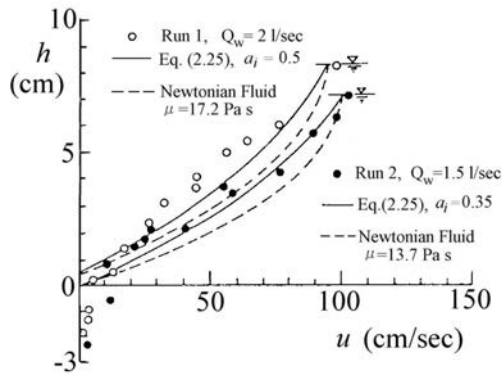 h
(cm)
Run 1, Q_w = 2 l/sec
Eq. (2.25), a_i = 0.5
Newtonian Fluid
μ=17.2 Pa s
10
5
0
-3
Run 2, Q_w=1.5 l/sec
Eq.(2.25), a_i =0.35
Newtonian Fluid
μ=13.7 Pa s
50
100
150
u (cm/sec)